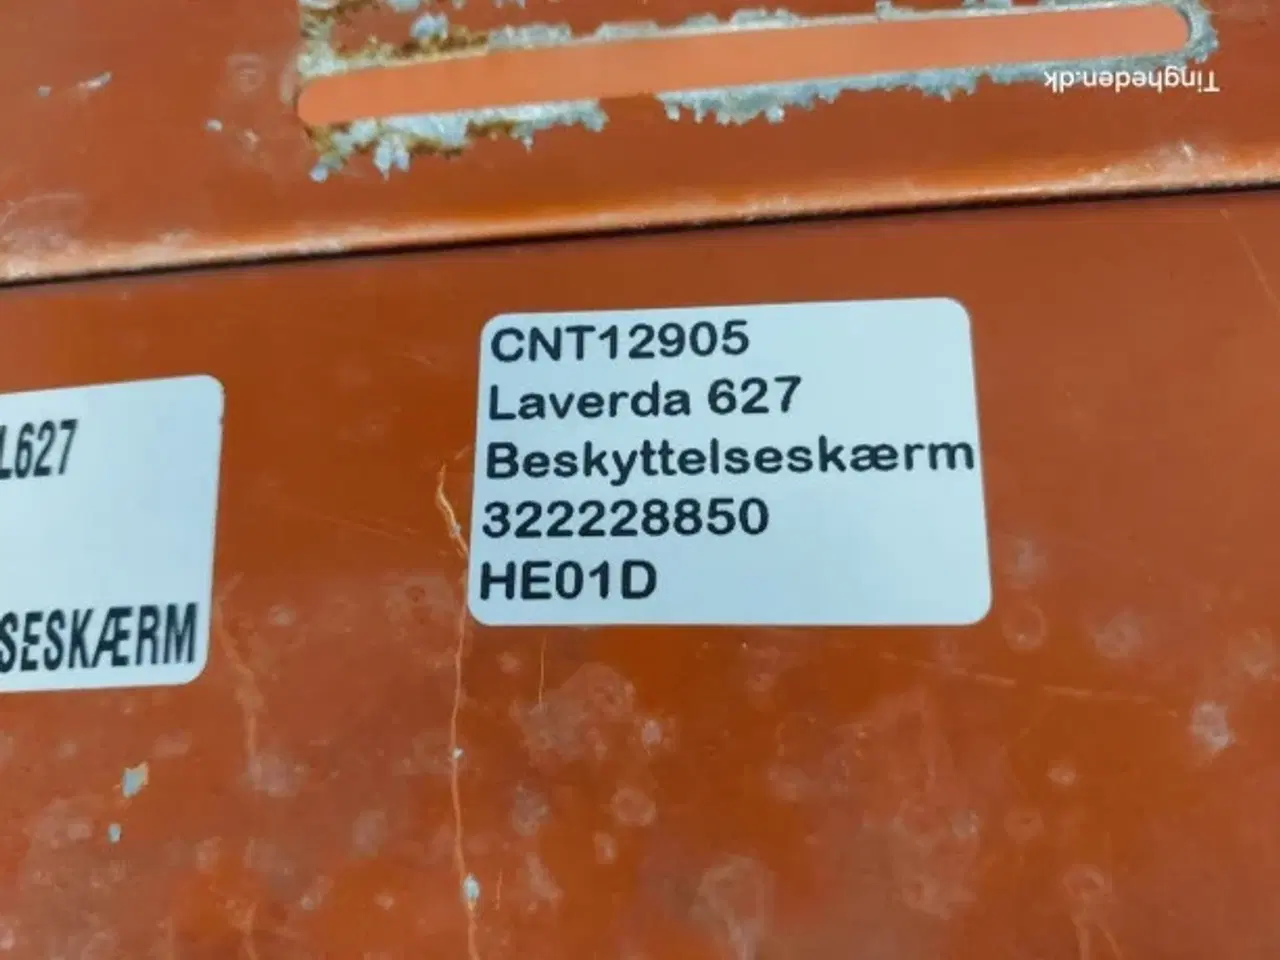 Tingheden.dk
CNT12905
Laverda 627
Beskyttelseskærm
322228850
HE01D
L627
SESKÆRM